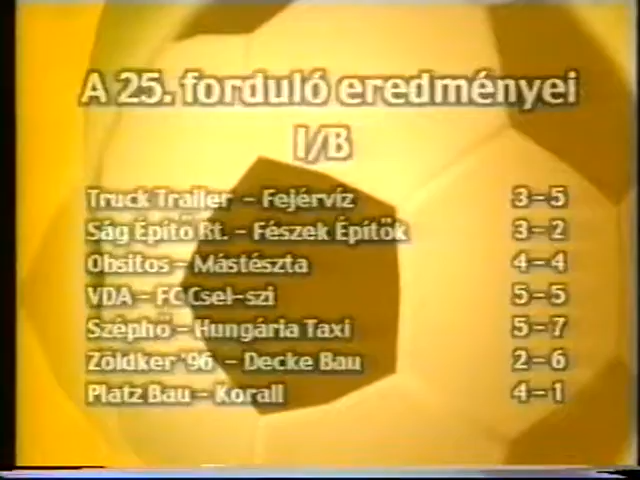 A 25. forduló eredményei
I/B
Truck Trailer - Fejérvíz 3-5
Ság Építő Rt. - Fészek Építők 3-2
Obsitos - Mástészta 4-4
VDA - FC Csel-szi 5-5
Széphő - Hungária Taxi 5-7
Zöldker '96 - Decke Bau 2-6
Platz Bau - Korall 4-1